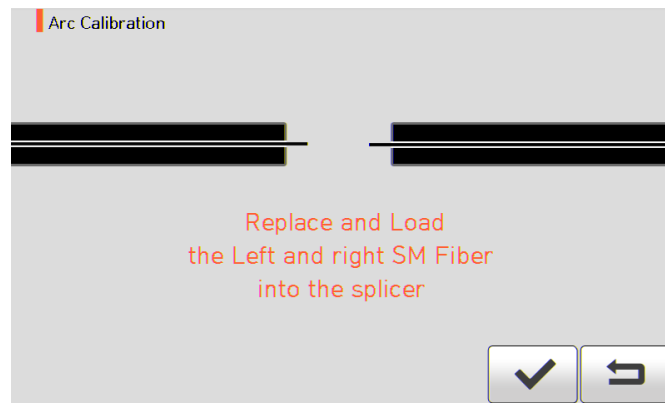 Arc Calibration
Replace and Load
the Left and right SM Fiber
into the splicer